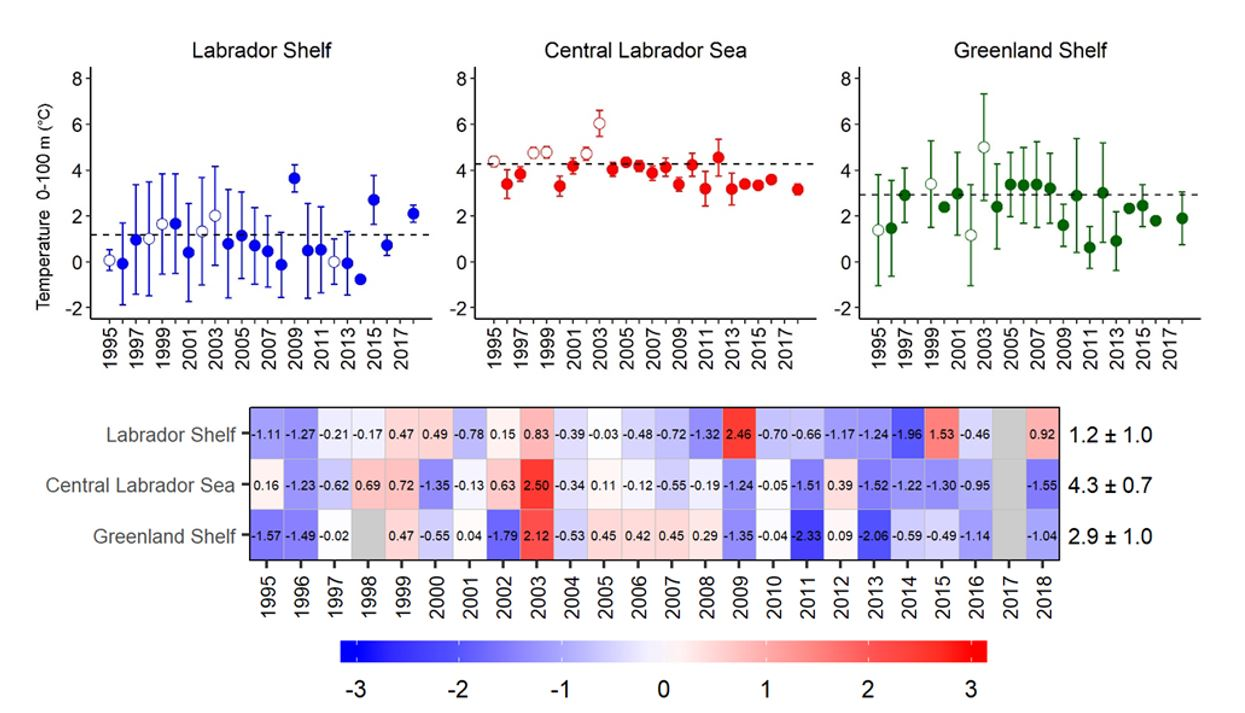 Labrador Shelf
Central Labrador Sea
Greenland Shelf
Temperature 0-100 m (°C)
8
6
4
2
0
-2
1995 1997 1999 2001 2003 2005 2007 2009 2011 2013 2015 2017
8
6
4
2
0
-2
1995 1997 1999 2001 2003 2005 2007 2009 2011 2013 2015 2017
8
6
4
2
0
-2
1995 1997 1999 2001 2003 2005 2007 2009 2011 2013 2015 2017
Labrador Shelf -1.11 -1.27 -0.21 -0.17 0.47 0.49 -0.78 0.15 0.83 -0.39 -0.03 -0.48 -0.72 -1.32 2.46 -0.70 -0.66 -1.17 -1.24 -1.96 1.53 -0.46 0.92 1.2 ± 1.0
Central Labrador Sea 0.16 -1.23 -0.62 0.69 0.72 -1.35 -0.13 0.63 2.50 -0.34 0.11 -0.12 -0.55 -0.19 -1.24 -0.05 -1.51 0.39 -1.52 -1.22 -1.30 -0.95 -1.55 4.3 ± 0.7
Greenland Shelf -1.57 -1.49 -0.02 0.47 -0.55 0.04 -1.79 2.12 -0.53 0.45 0.42 0.45 0.29 -1.35 -0.04 -2.33 0.09 -2.06 -0.59 -0.49 -1.14 -1.04 2.9 ± 1.0
1995 1996 1997 1998 1999 2000 2001 2002 2003 2004 2005 2006 2007 2008 2009 2010 2011 2012 2013 2014 2015 2016 2017 2018
-3 -2 -1 0 1 2 3